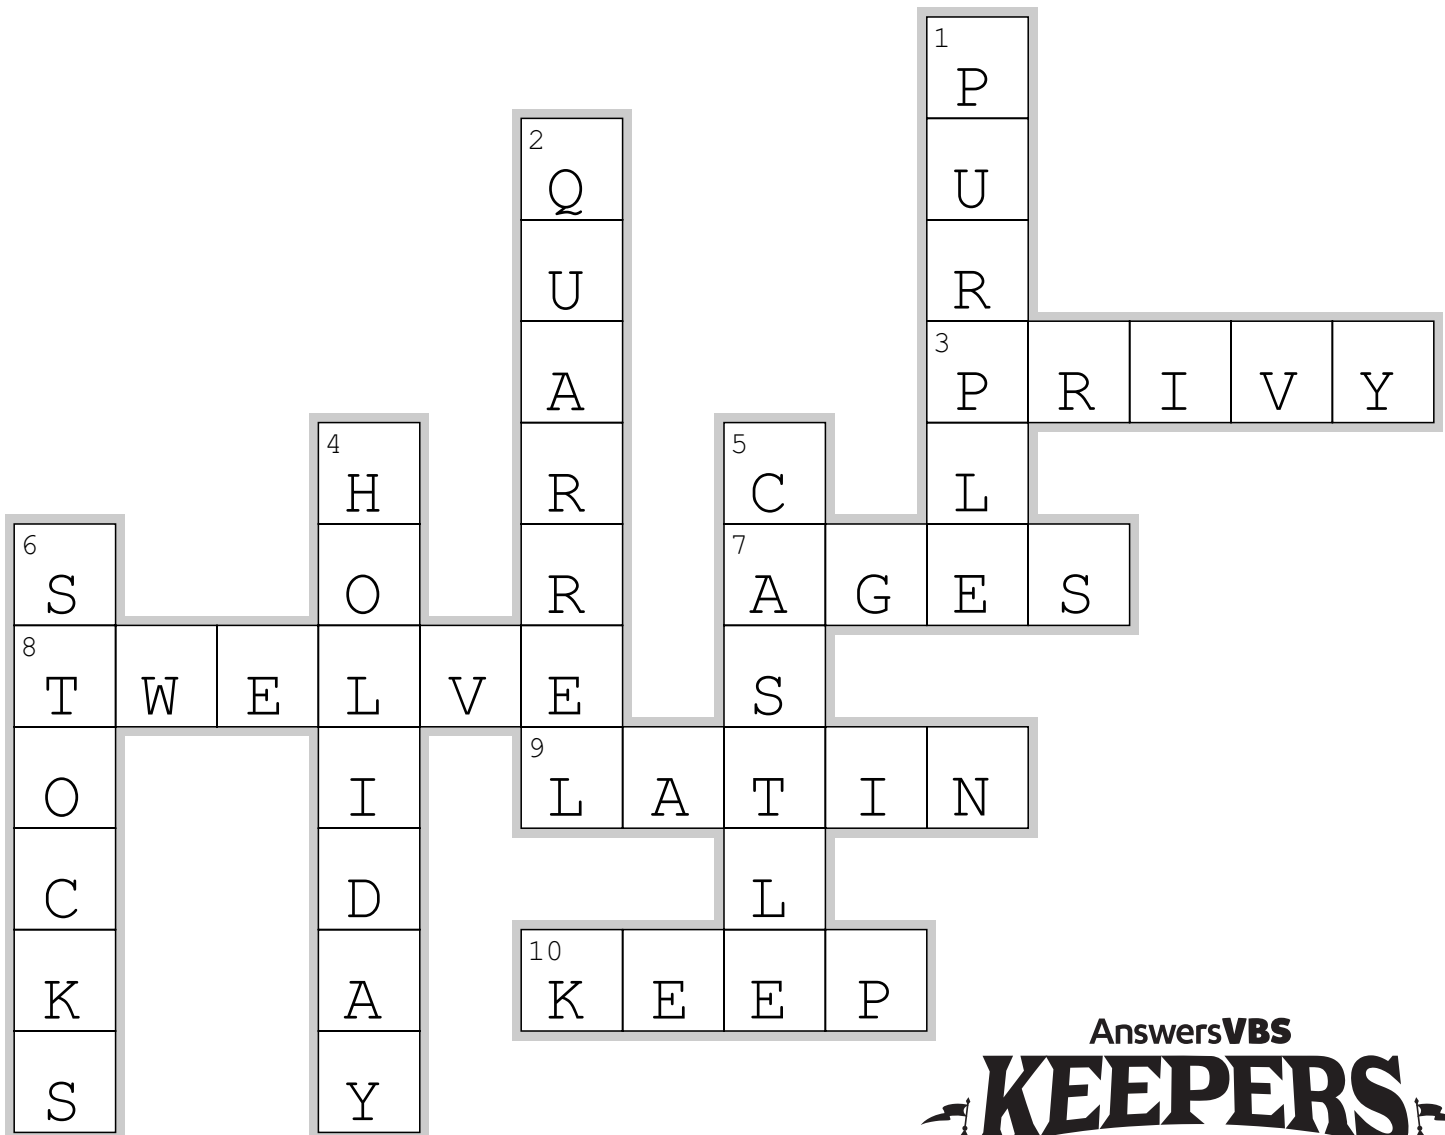 1
P
2
Q U
U R
3
A P R I V Y
4 5
H R C L
6 7
S O R A G E S
8
T W E L V E S
9
O I L A T I N
C D L
10
K A K E E P
S Y
AnswersVBS
KEEPERS